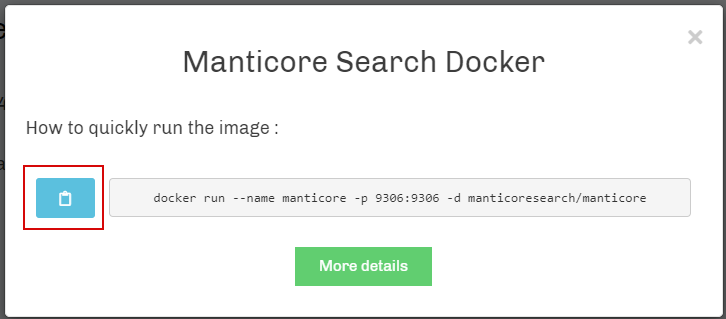 Manticore Search Docker
How to quickly run the image :
docker run --name manticore -p 9306:9306 -d manticoresearch/manticore
More details